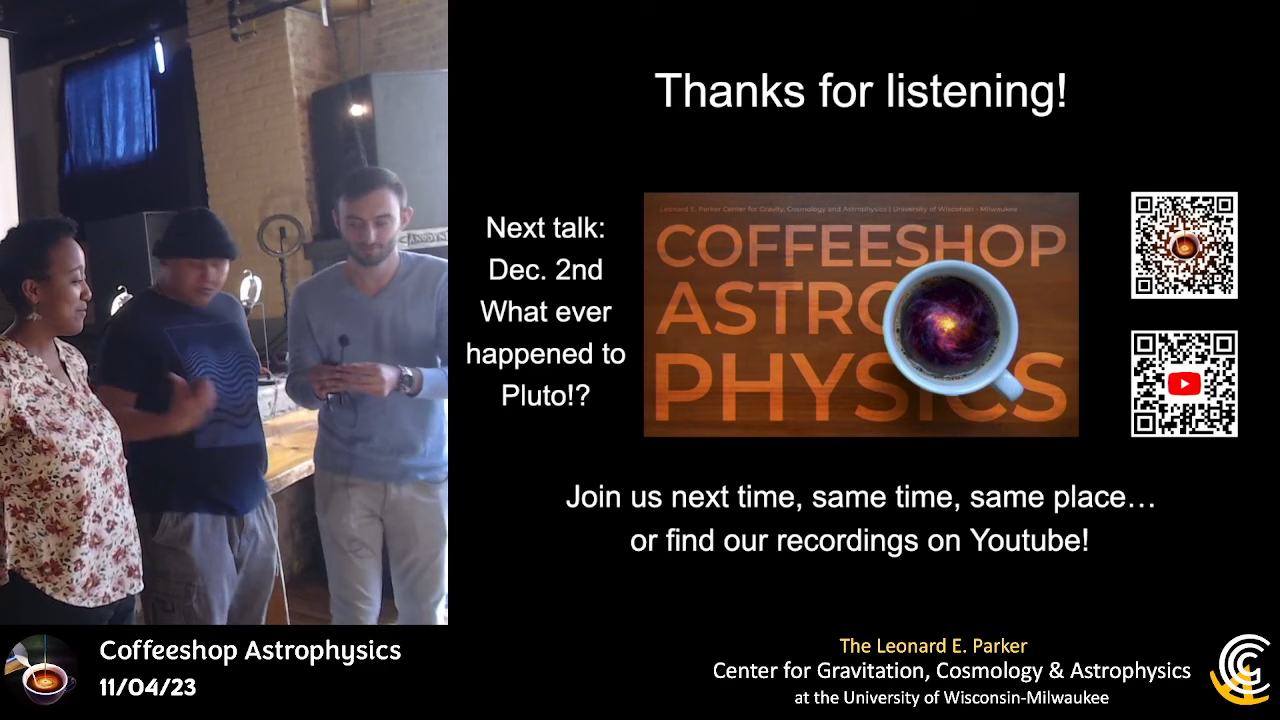 Thanks for listening!
Next talk:
Dec. 2nd
What ever
happened to
Pluto!?
Leonard E. Parker Center for Gravity, Cosmology and Astrophysics | University of Wisconsin - Milwaukee
COFFEESHOP
ASTRO
PHYSICS
Join us next time, same time, same place…
or find our recordings on Youtube!
Coffeeshop Astrophysics
11/04/23
The Leonard E. Parker
Center for Gravitation, Cosmology & Astrophysics
at the University of Wisconsin-Milwaukee